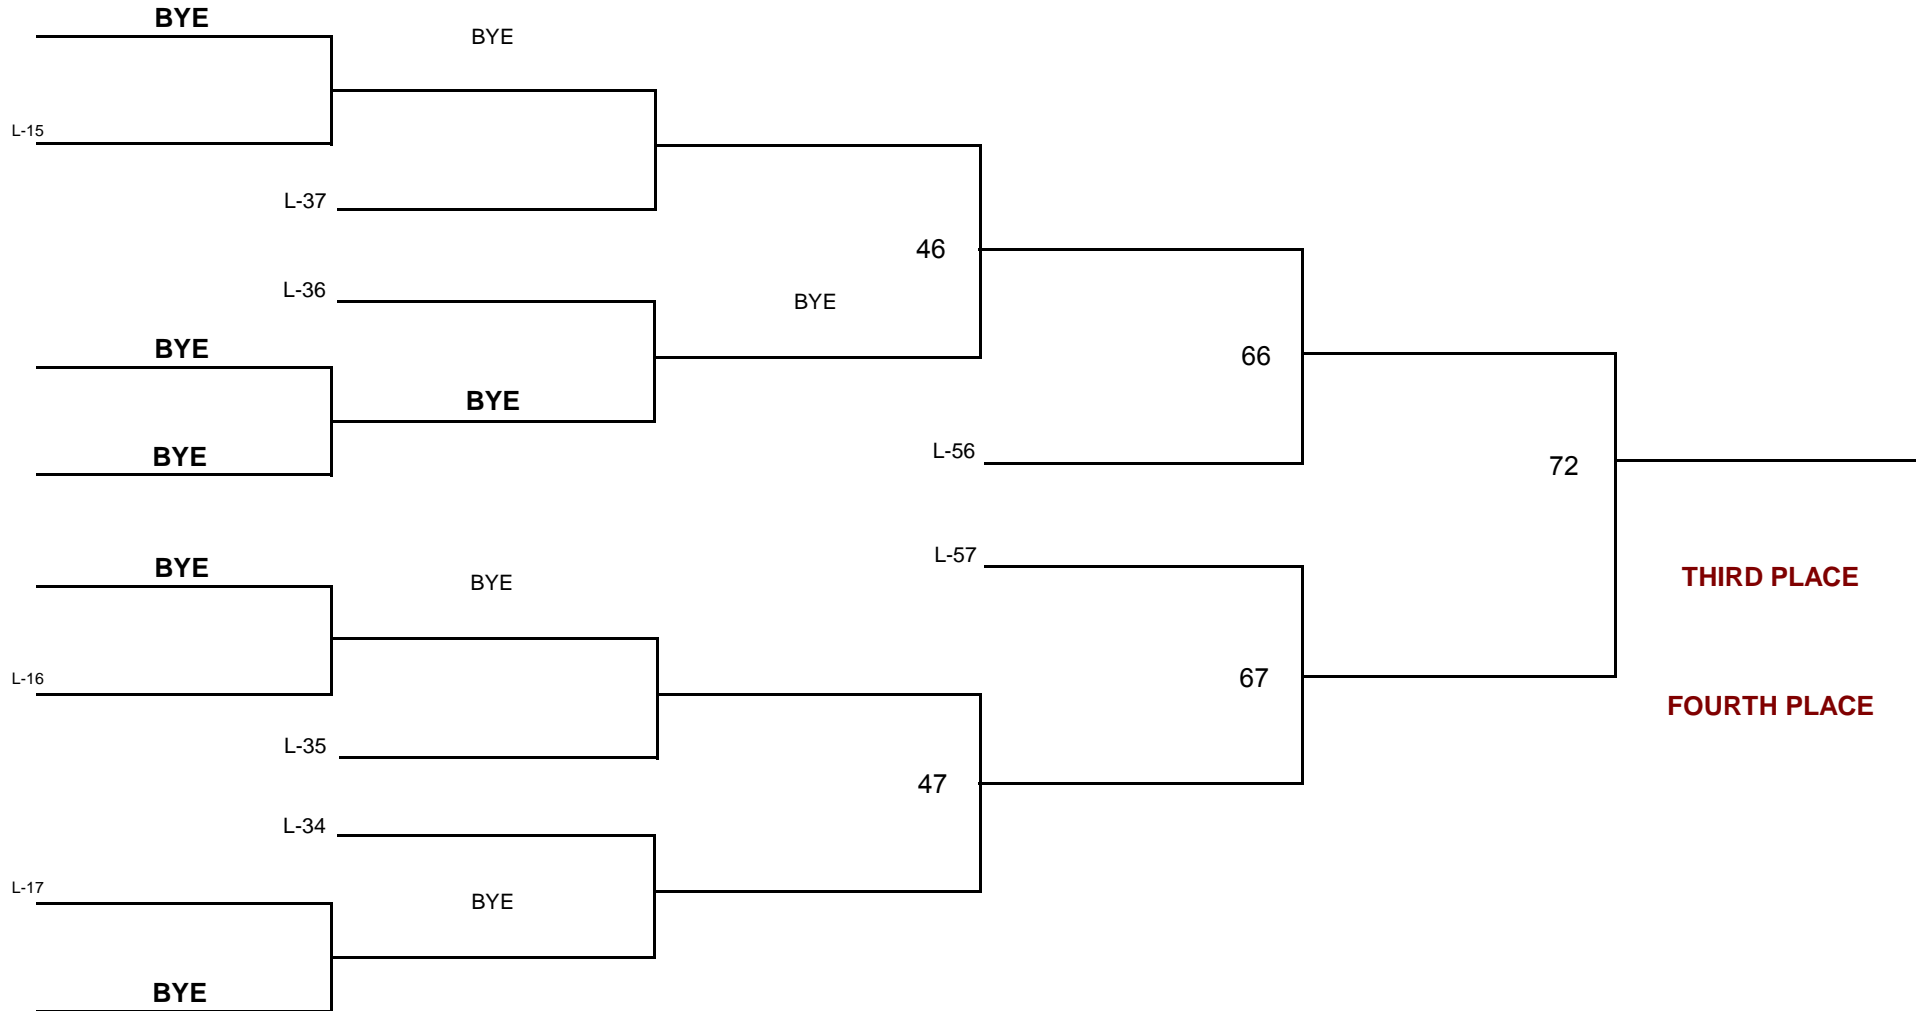 BYE
BYE
L-15
L-37
46
L-36
BYE
BYE
66
BYE
L-56
BYE
72
L-57
BYE
BYE
THIRD PLACE
L-16
67
FOURTH PLACE
L-35
47
L-34
L-17
BYE
BYE